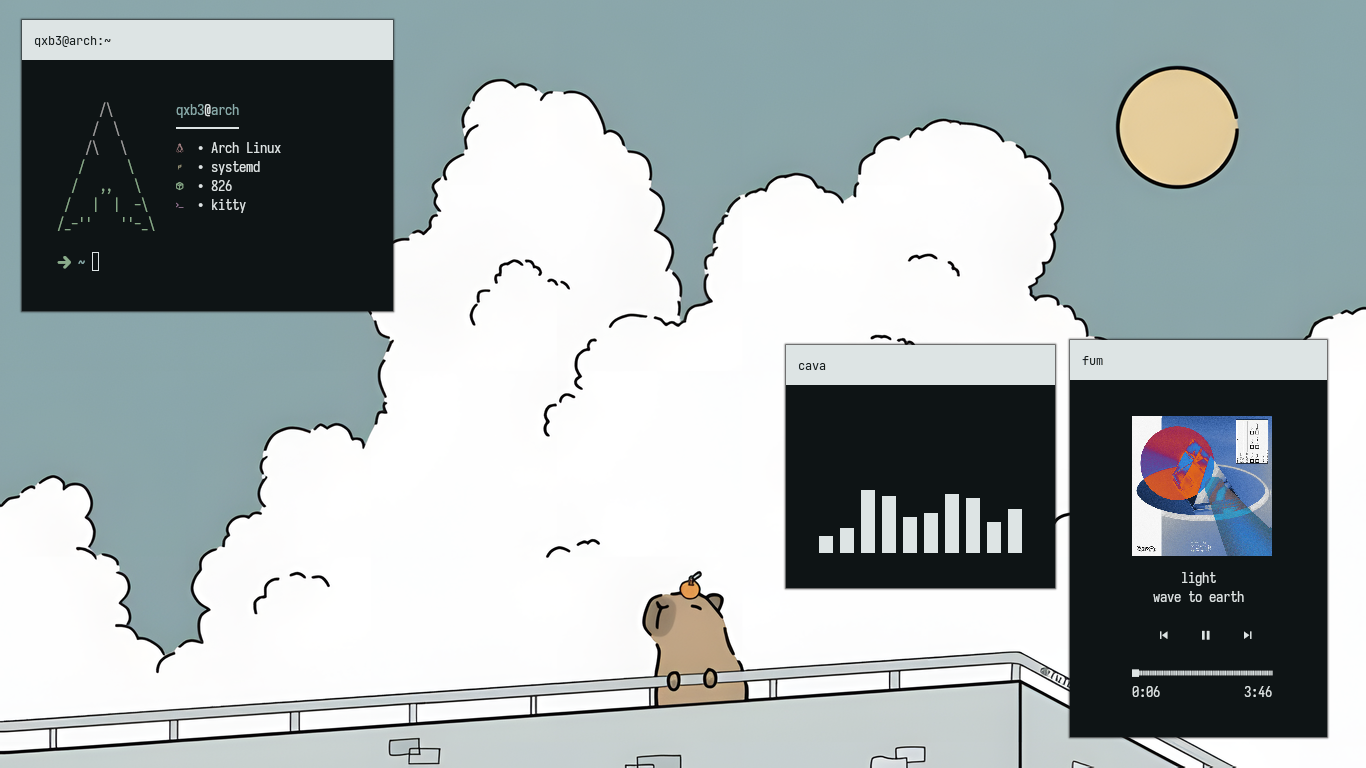 qxb3@arch:~
qxb3@arch
• Arch Linux
• systemd
• 826
• kitty
~
cava
fum
light
wave to earth
0:06 3:46